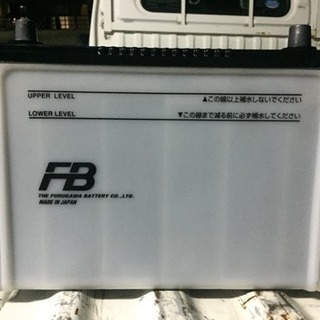 UPPER LEVEL ▲この線以上補水しないでください
LOWER LEVEL ▼この線まで減る前に必ず補水してください
FB
THE FURUKAWA BATTERY CO.,LTD.
MADE IN JAPAN